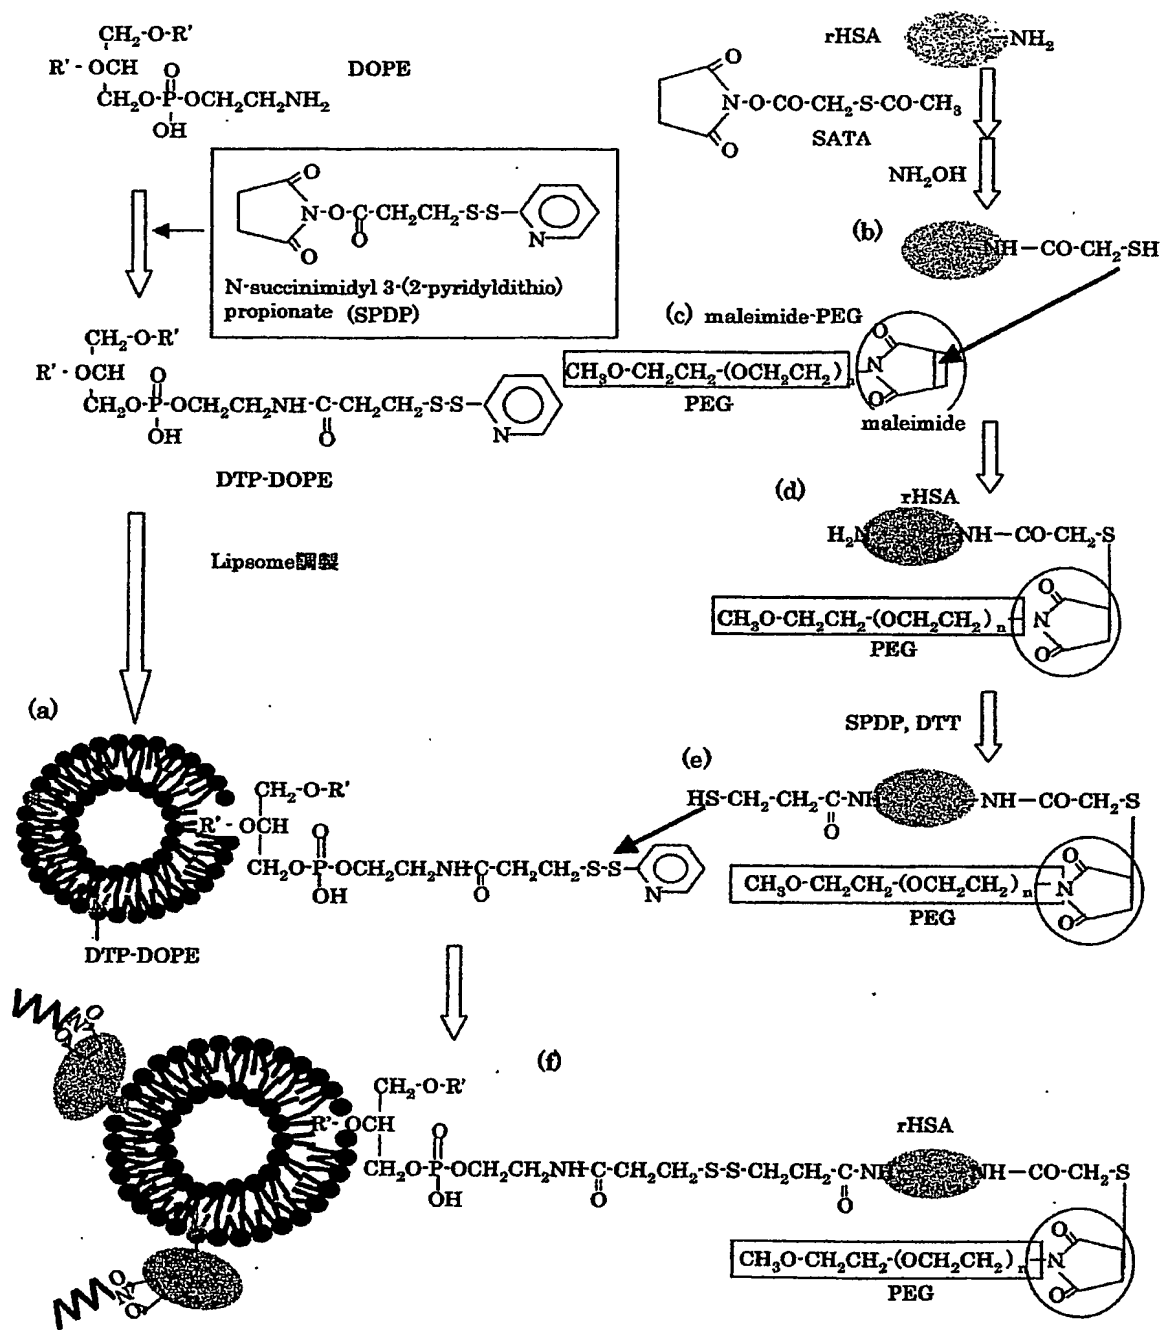 CH₂-O-R'
R'-OCH
CH₂O-P-OCH₂CH₂NH₂
O
OH
DOPE
O
N-O-C-CH₂CH₂-S-S
O
O
N
N-succinimidyl 3-(2-pyridyldithio)
propionate (SPDP)
CH₂-O-R'
R'-OCH
O
CH₂O-P-OCH₂CH₂NH-C-CH₂CH₂-S-S
OH
O
N
DTP-DOPE
Lipsome調製
rHSA
NH₂
O
N-O-CO-CH₂-S-CO-CH₃
O
SATA
NH₂OH
(b)
NH-CO-CH₂-SH
(c) maleimide-PEG
O
CH₃O-CH₂CH₂-(OCH₂CH₂)n
N
O
PEG
maleimide
(d)
rHSA
H₂N
NH-CO-CH₂-S
O
CH₃O-CH₂CH₂-(OCH₂CH₂)n
N
O
PEG
SPDP, DTT
(a)
CH₂-O-R'
R'-OCH
O
CH₂O-P-OCH₂CH₂NH-C-CH₂CH₂-S-S
OH
O
N
DTP-DOPE
(e)
HS-CH₂-CH₂-C-NH
O
NH-CO-CH₂-S
O
CH₃O-CH₂CH₂-(OCH₂CH₂)n
N
O
PEG
O
N
O
(f)
CH₂-O-R'
R'-OCH
O
CH₂O-P-OCH₂CH₂NH-C-CH₂CH₂-S-S-CH₂CH₂-C-NH
OH
O
O
rHSA
NH-CO-CH₂-S
O
CH₃O-CH₂CH₂-(OCH₂CH₂)n
N
O
PEG
O
N
O